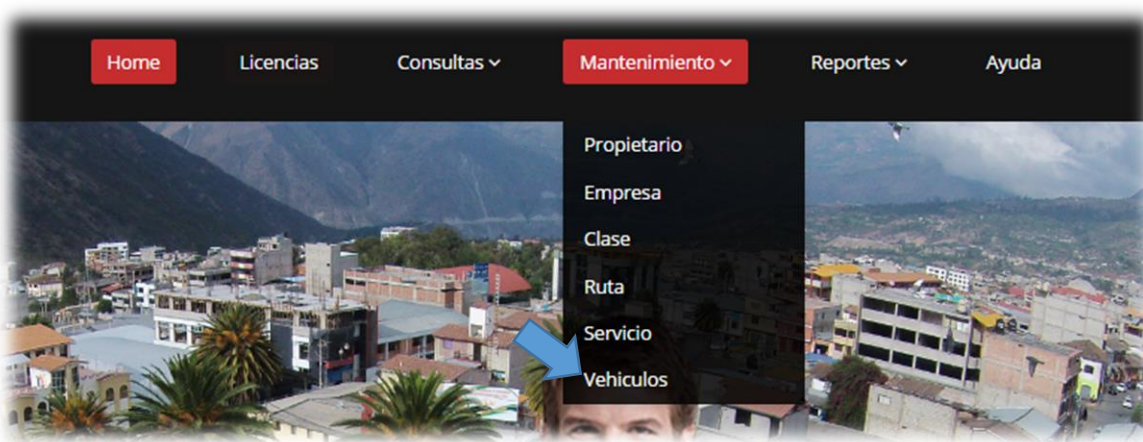 Home Licencias Consultas Mantenimiento Reportes Ayuda
Propietario
Empresa
Clase
Ruta
Servicio
Vehiculos